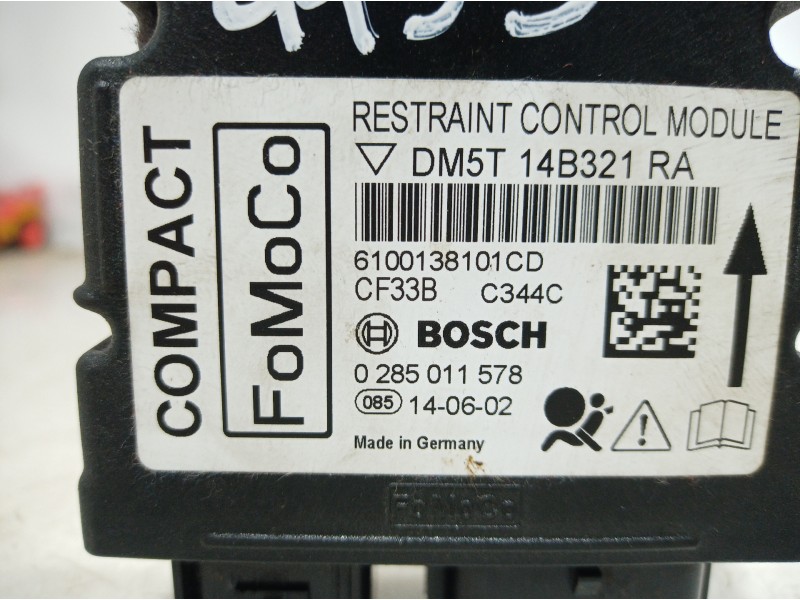 RESTRAINT CONTROL MODULE
DM5T 14B321 RA
6100138101CD
CF33B C344C
BOSCH
0 285 011 578
085 14-06-02
Made in Germany
COMPACT
FoMoCo
FoMoCo